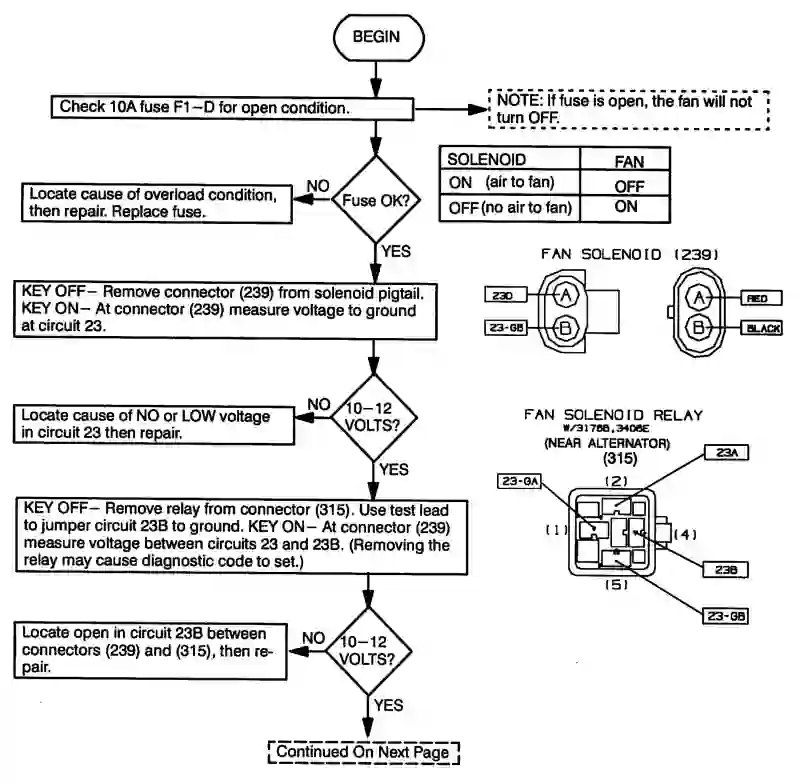 BEGIN
Check 10A fuse F1–D for open condition.
NOTE: If fuse is open, the fan will not
turn OFF.
SOLENOID FAN
ON (air to fan) OFF
OFF (no air to fan) ON
Locate cause of overload condition,
then repair. Replace fuse.
NO
Fuse OK?
YES
KEY OFF– Remove connector (239) from solenoid pigtail.
KEY ON– At connector (239) measure voltage to ground
at circuit 23.
FAN SOLENOID (239)
23D
A
A
RED
23-GB
B
B
BLACK
Locate cause of NO or LOW voltage
in circuit 23 then repair.
NO
10–12
VOLTS?
YES
FAN SOLENOID RELAY
W/3176B,3406E
(NEAR ALTERNATOR)
(315)
23A
23-GA
(2)
(1)
(4)
23B
(5)
23-GB
KEY OFF– Remove relay from connector (315). Use test lead
to jumper circuit 23B to ground. KEY ON– At connector (239)
measure voltage between circuits 23 and 23B. (Removing the
relay may cause diagnostic code to set.)
Locate open in circuit 23B between
connectors (239) and (315), then re-
pair.
NO
10–12
VOLTS?
YES
Continued On Next Page